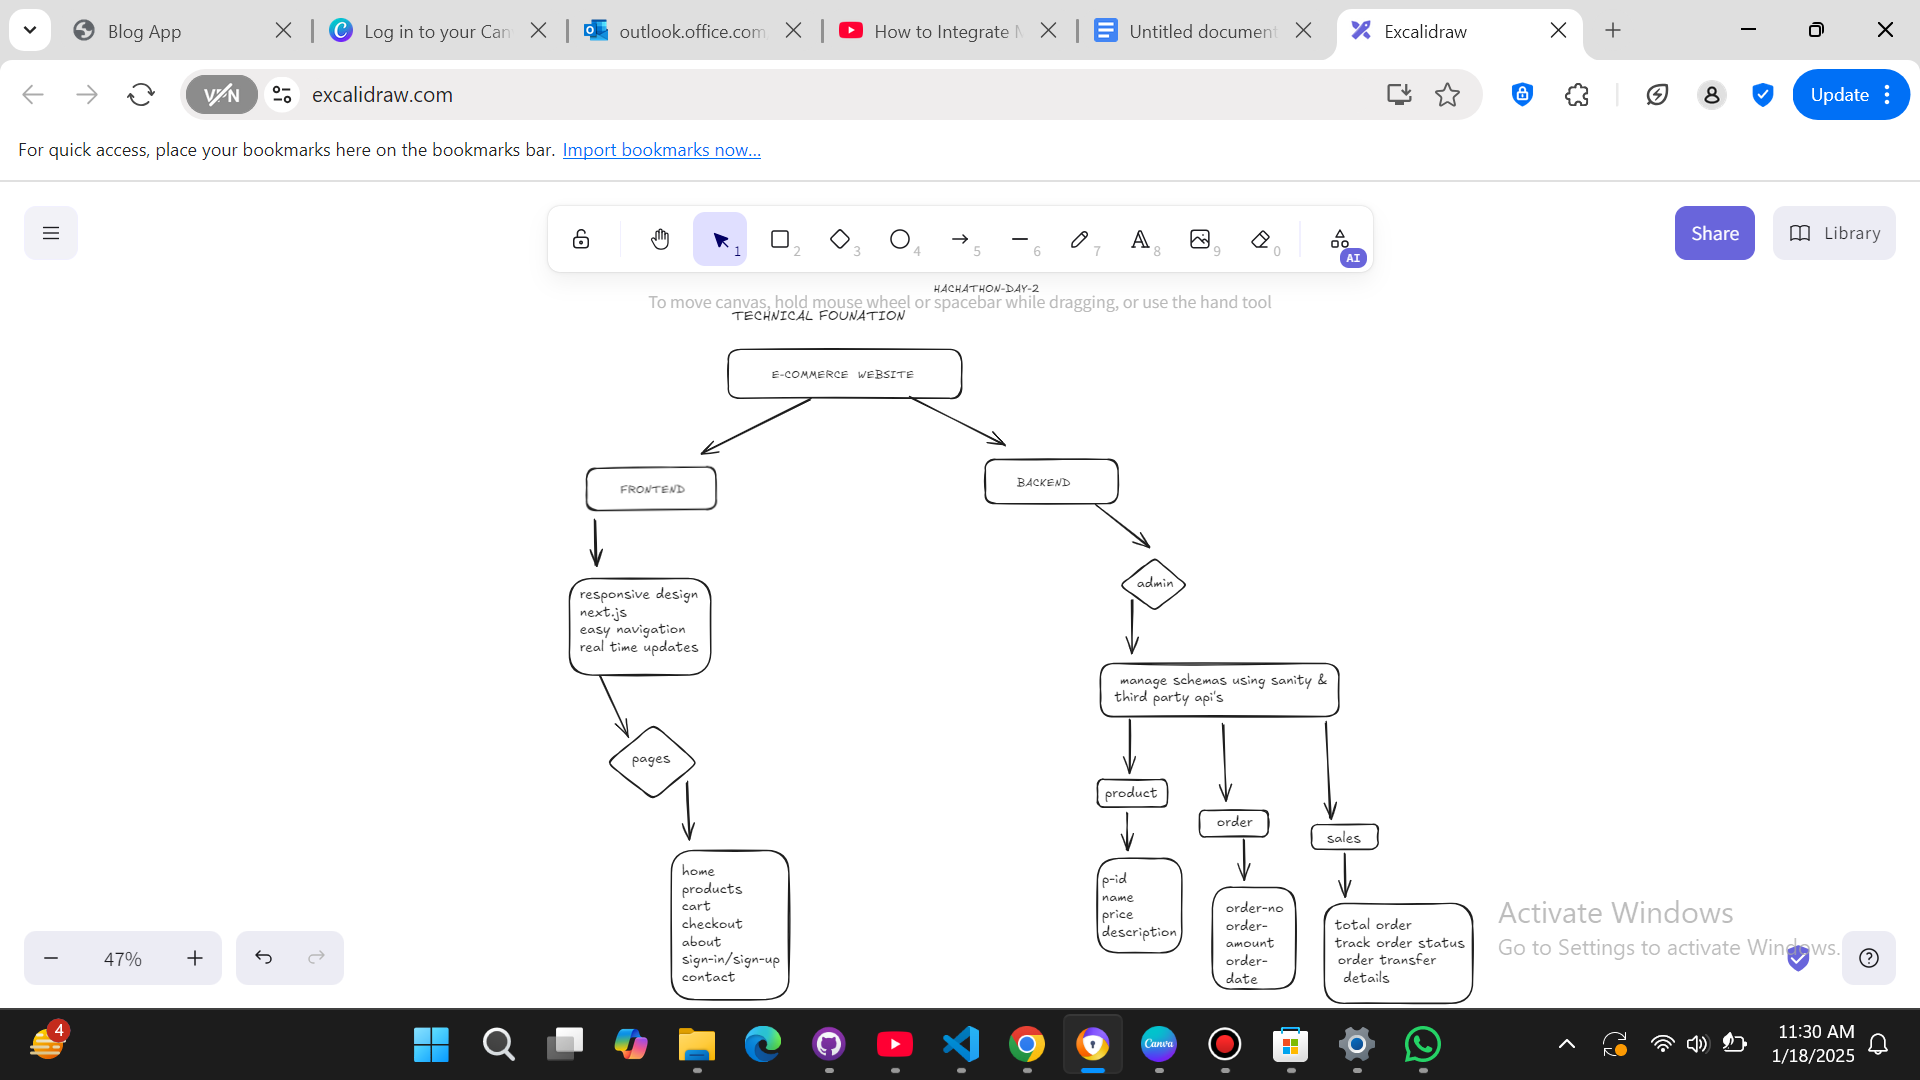 Blog App
Log in to your Can
outlook.office.com
How to Integrate M
Untitled document
Excalidraw
VPN
excalidraw.com
Update
For quick access, place your bookmarks here on the bookmarks bar. Import bookmarks now...
1
2
3
4
5
6
7
8
9
0
AI
Share
Library
HACHATHON-DAY-2
To move canvas, hold mouse wheel or spacebar while dragging, or use the hand tool
TECHNICAL FOUNATION
E-COMMERCE WEBSITE
FRONTEND
BACKEND
responsive design
next.js
easy navigation
real time updates
pages
home
products
cart
checkout
about
sign-in/sign-up
contact
admin
manage schemas using sanity &
third party api's
product
order
sales
p-id
name
price
description
order-no
order-
amount
order-
date
total order
track order status
order transfer
details
Activate Windows
Go to Settings to activate Windows.
47%
4
Canva
11:30 AM
1/18/2025